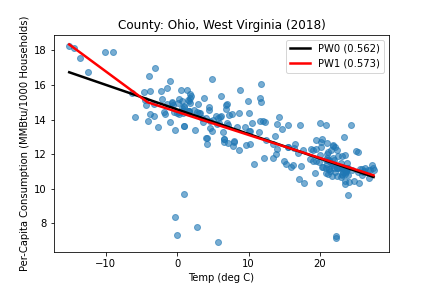 County: Ohio, West Virginia (2018)
PW0 (0.562)
PW1 (0.573)
Per-Capita Consumption (MMBtu/1000 Households)
18
16
14
12
10
8
−10
0
10
20
Temp (deg C)